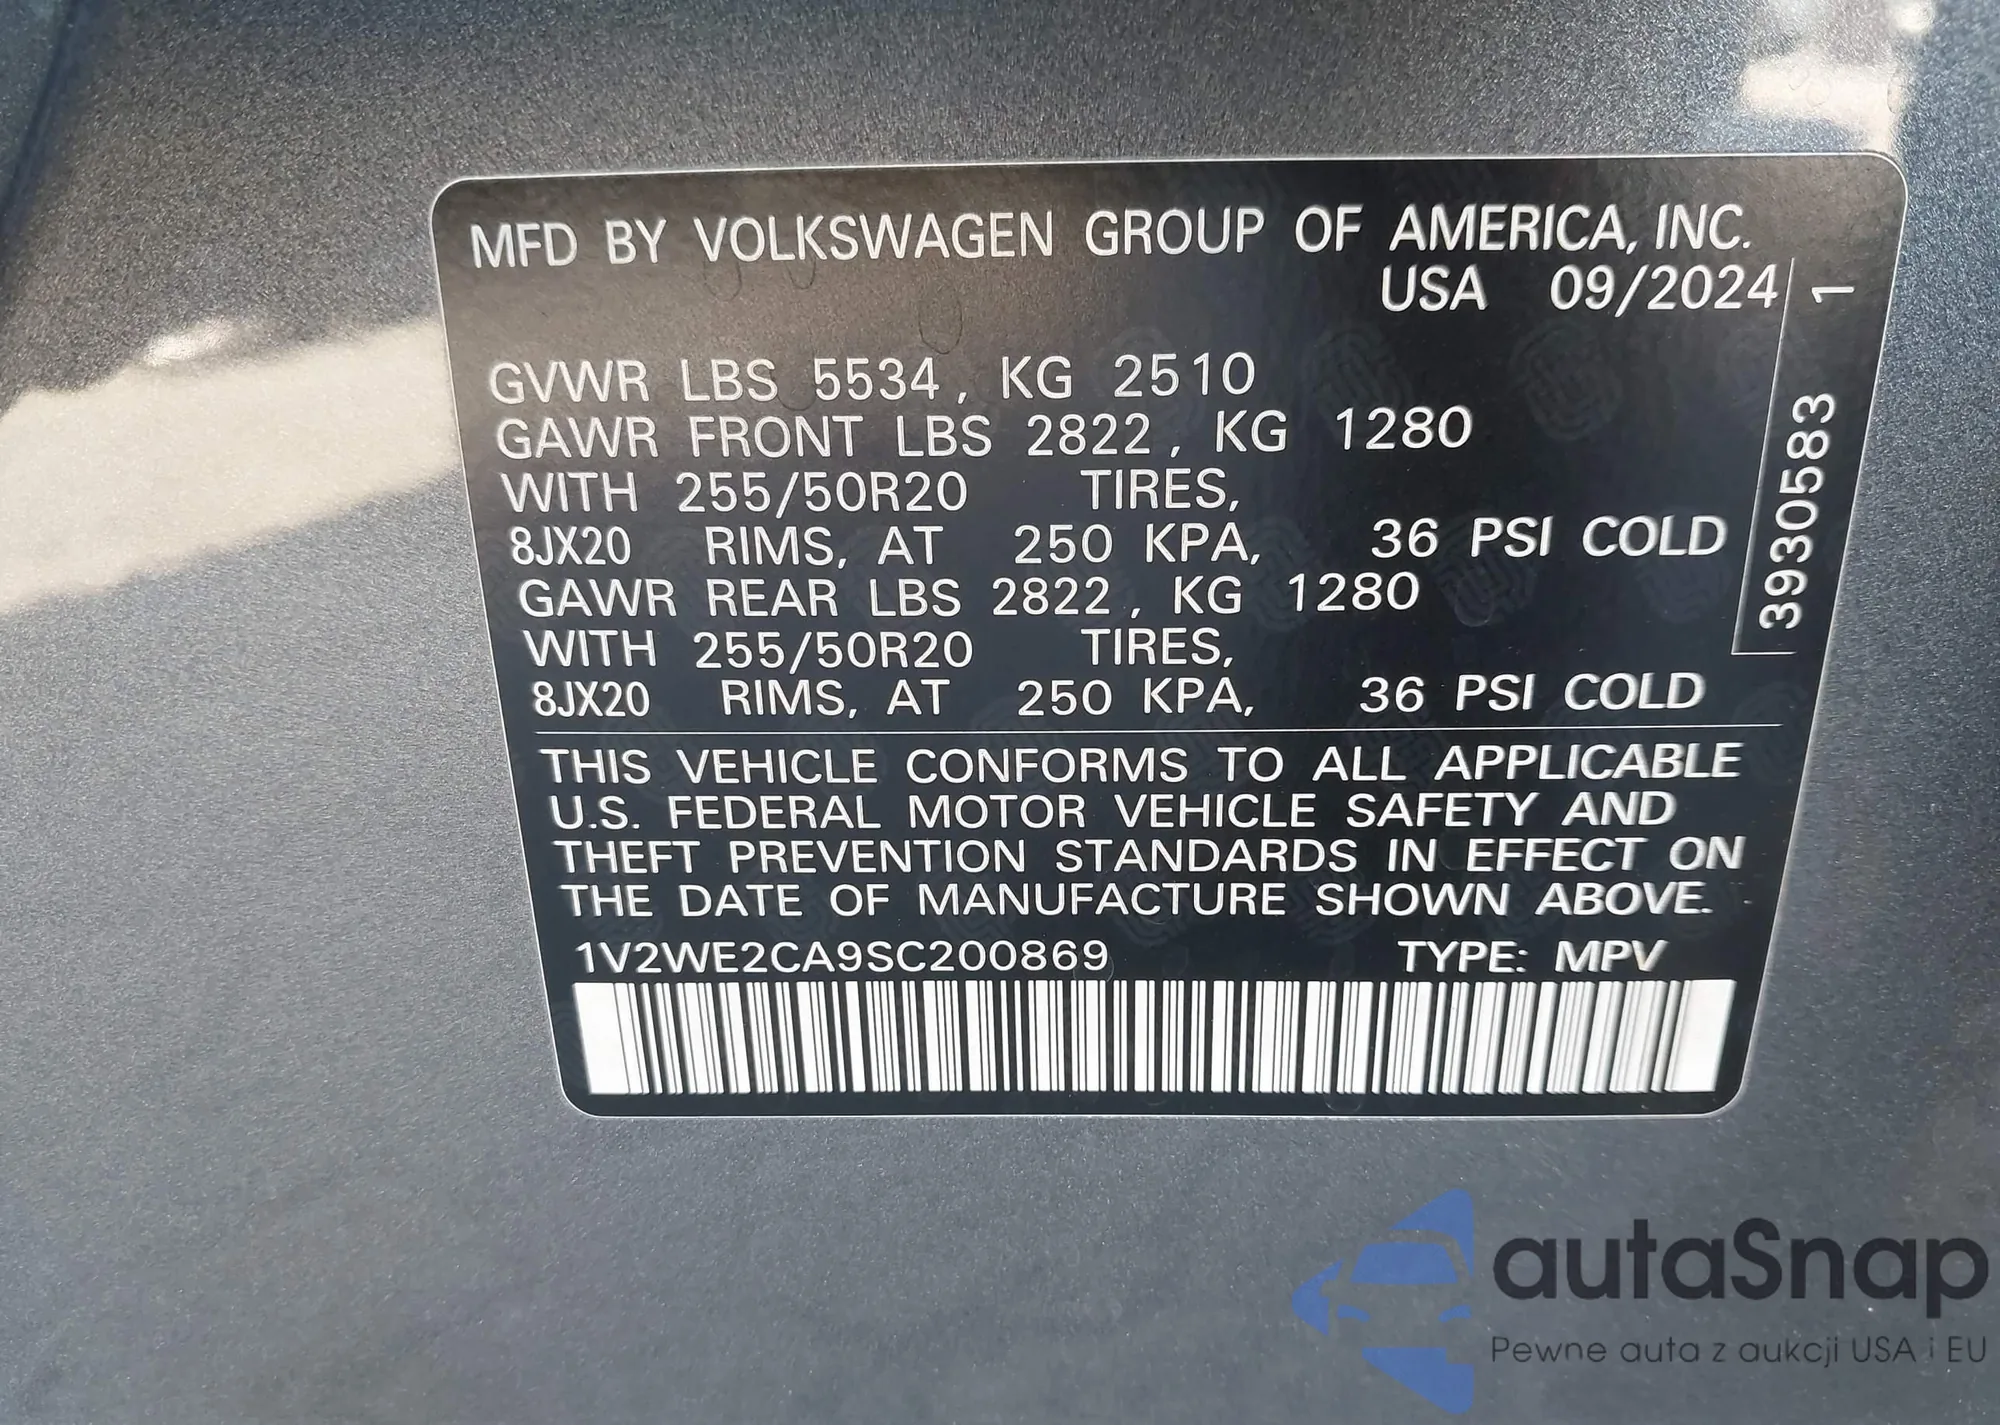 MFD BY VOLKSWAGEN GROUP OF AMERICA, INC.
USA 09/2024
GVWR LBS 5534, KG 2510
GAWR FRONT LBS 2822, KG 1280
WITH 255/50R20 TIRES,
8JX20 RIMS, AT 250 KPA, 36 PSI COLD
GAWR REAR LBS 2822, KG 1280
WITH 255/50R20 TIRES,
8JX20 RIMS, AT 250 KPA, 36 PSI COLD
3930583 1
THIS VEHICLE CONFORMS TO ALL APPLICABLE
U.S. FEDERAL MOTOR VEHICLE SAFETY AND
THEFT PREVENTION STANDARDS IN EFFECT ON
THE DATE OF MANUFACTURE SHOWN ABOVE.
1V2WE2CA9SC200869 TYPE: MPV
autaSnap
Pewne auta z aukcji USA i EU